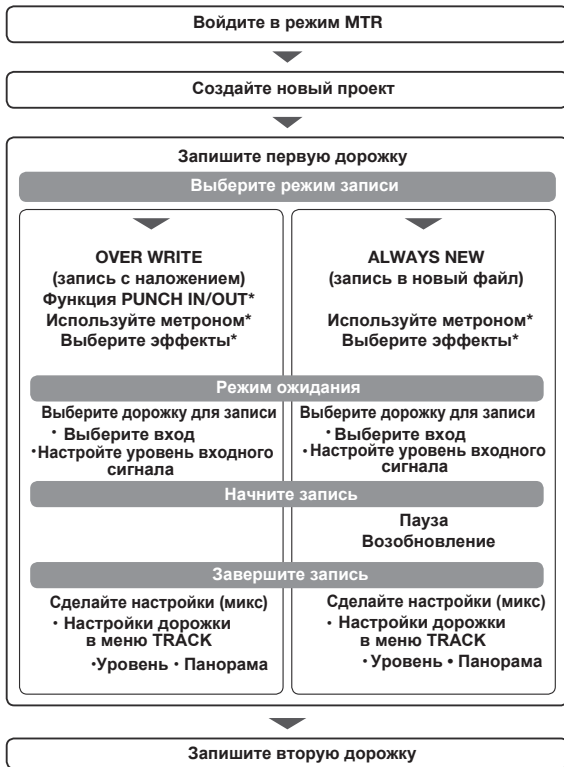 Войдите в режим MTR
Создайте новый проект
Запишите первую дорожку
Выберите режим записи
OVER WRITE
(запись с наложением)
Функция PUNCH IN/OUT*
Используйте метроном*
Выберите эффекты*
ALWAYS NEW
(запись в новый файл)
Используйте метроном*
Выберите эффекты*
Режим ожидания
Выберите дорожку для записи
• Выберите вход
•Настройте уровень входного
сигнала
Выберите дорожку для записи
• Выберите вход
•Настройте уровень входного
сигнала
Начните запись
Пауза
Возобновление
Завершите запись
Сделайте настройки (микс)
• Настройки дорожки
в меню TRACK
•Уровень • Панорама
Сделайте настройки (микс)
• Настройки дорожки
в меню TRACK
• Уровень • Панорама
Запишите вторую дорожку